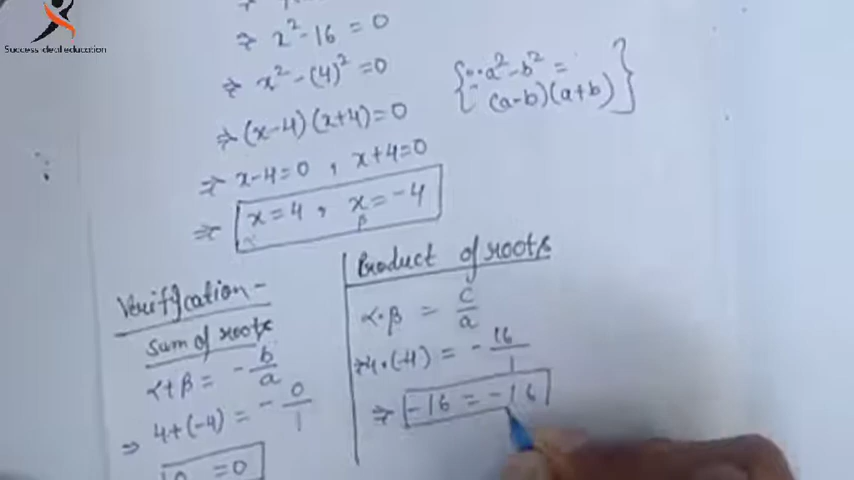 Success ideal education
⇒ x² - 16 = 0
⇒ x² - (4)² = 0
{∵ a² - b² =
(a-b)(a+b)}
⇒ (x-4)(x+4) = 0
⇒ x-4=0 , x+4=0
⇒ x = 4 , x = -4
α β
Verification -
Sum of roots
α+β = - b/a
⇒ 4+(-4) = - 0/1
0 = 0
Product of roots
α·β = c/a
⇒ 4·(-4) = - 16/1
⇒ -16 = -16